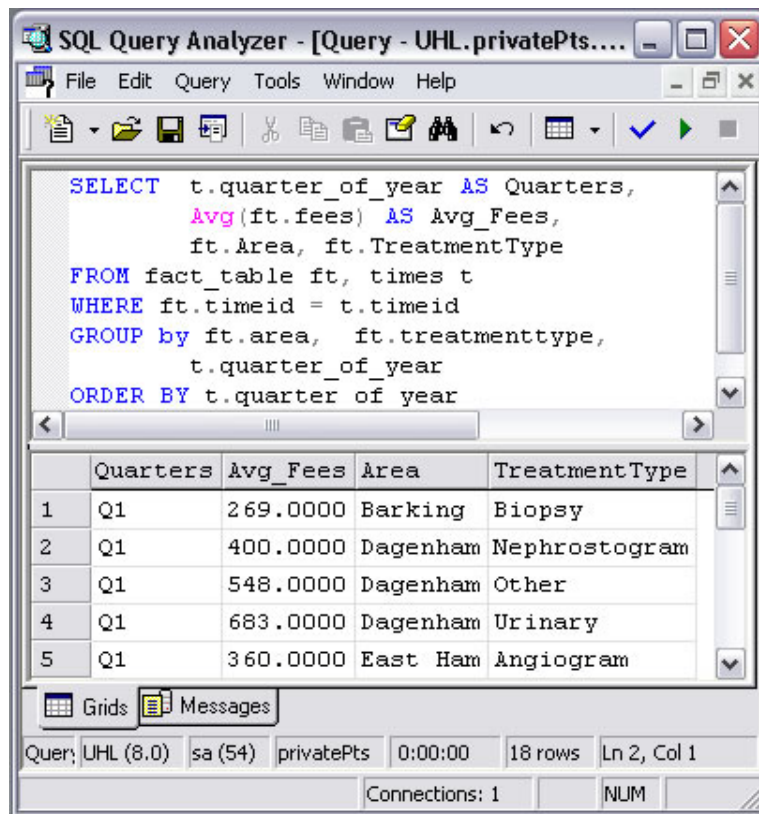 SQL Query Analyzer - [Query - UHL.privatePts....
File Edit Query Tools Window Help
SELECT t.quarter_of_year AS Quarters,
Avg(ft.fees) AS Avg_Fees,
ft.Area, ft.TreatmentType
FROM fact_table ft, times t
WHERE ft.timeid = t.timeid
GROUP by ft.area, ft.treatmenttype,
t.quarter_of_year
ORDER BY t.quarter of year
Quarters Avg_Fees Area TreatmentType
1 Q1 269.0000 Barking Biopsy
2 Q1 400.0000 Dagenham Nephrostogram
3 Q1 548.0000 Dagenham Other
4 Q1 683.0000 Dagenham Urinary
5 Q1 360.0000 East Ham Angiogram
Grids Messages
Query UHL (8.0) sa (54) privatePts 0:00:00 18 rows Ln 2, Col 1
Connections: 1 NUM